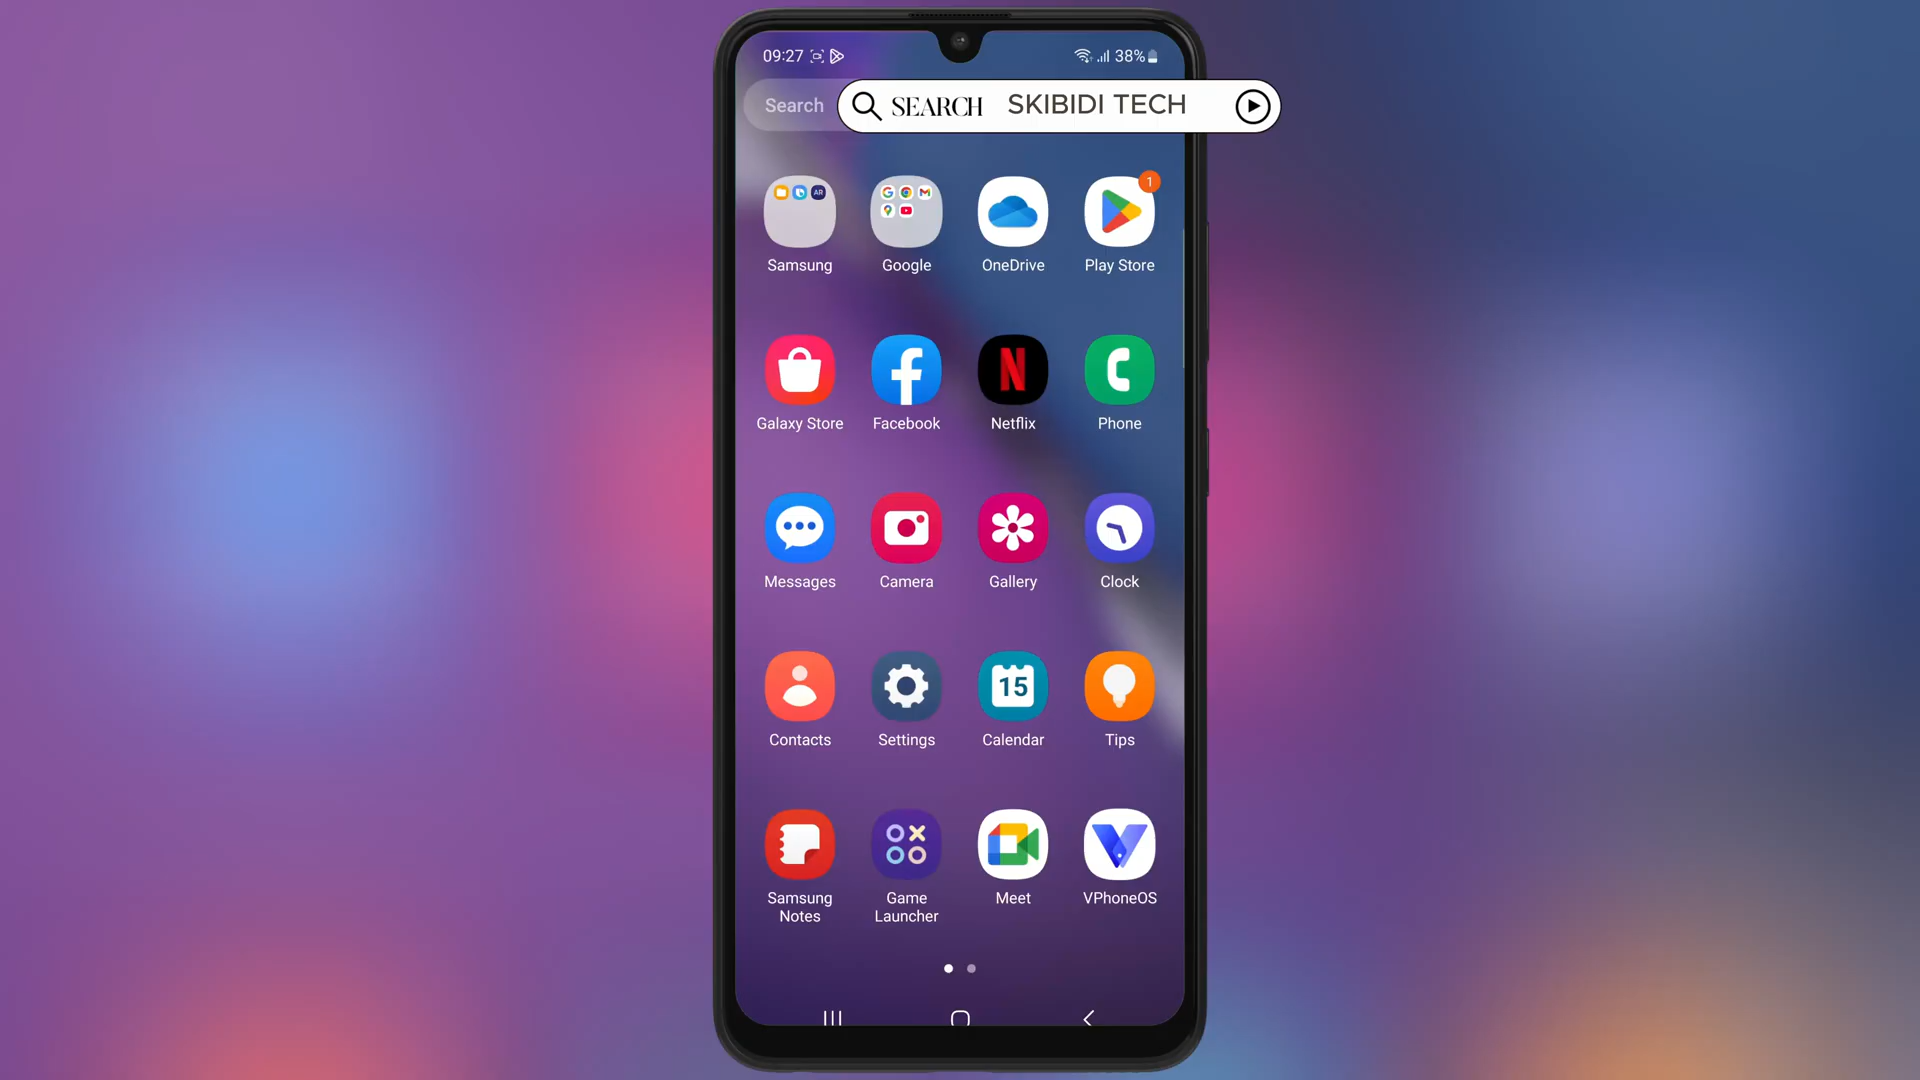 09:27 38%
Search
SEARCH SKIBIDI TECH
AR
1
Samsung Google OneDrive Play Store
Galaxy Store Facebook Netflix Phone
Messages Camera Gallery Clock
15
Contacts Settings Calendar Tips
Samsung Notes Game Launcher Meet VPhoneOS